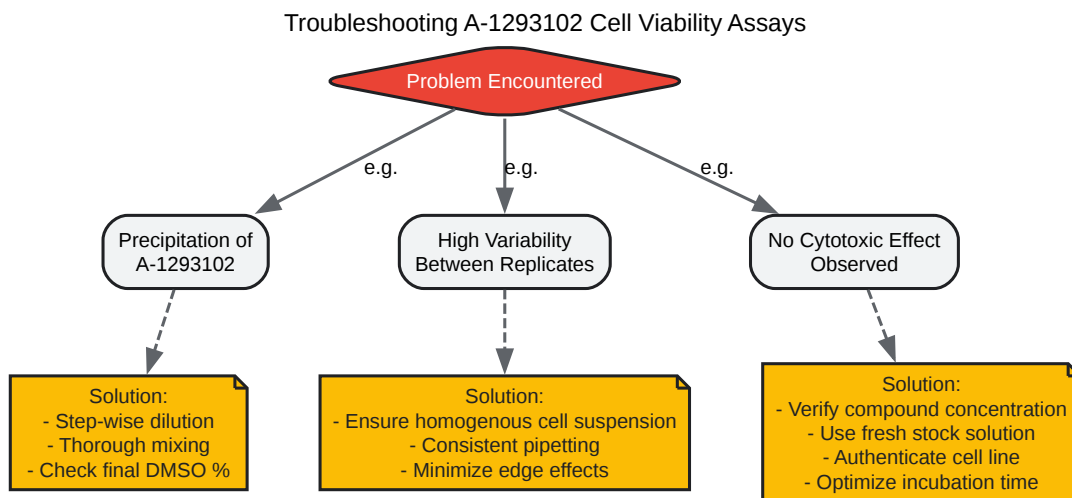 Troubleshooting A-1293102 Cell Viability Assays
Problem Encountered
e.g.
e.g.
e.g.
Precipitation of
A-1293102
High Variability
Between Replicates
No Cytotoxic Effect
Observed
Solution:
- Step-wise dilution
- Thorough mixing
- Check final DMSO %
Solution:
- Ensure homogenous cell suspension
- Consistent pipetting
- Minimize edge effects
Solution:
- Verify compound concentration
- Use fresh stock solution
- Authenticate cell line
- Optimize incubation time